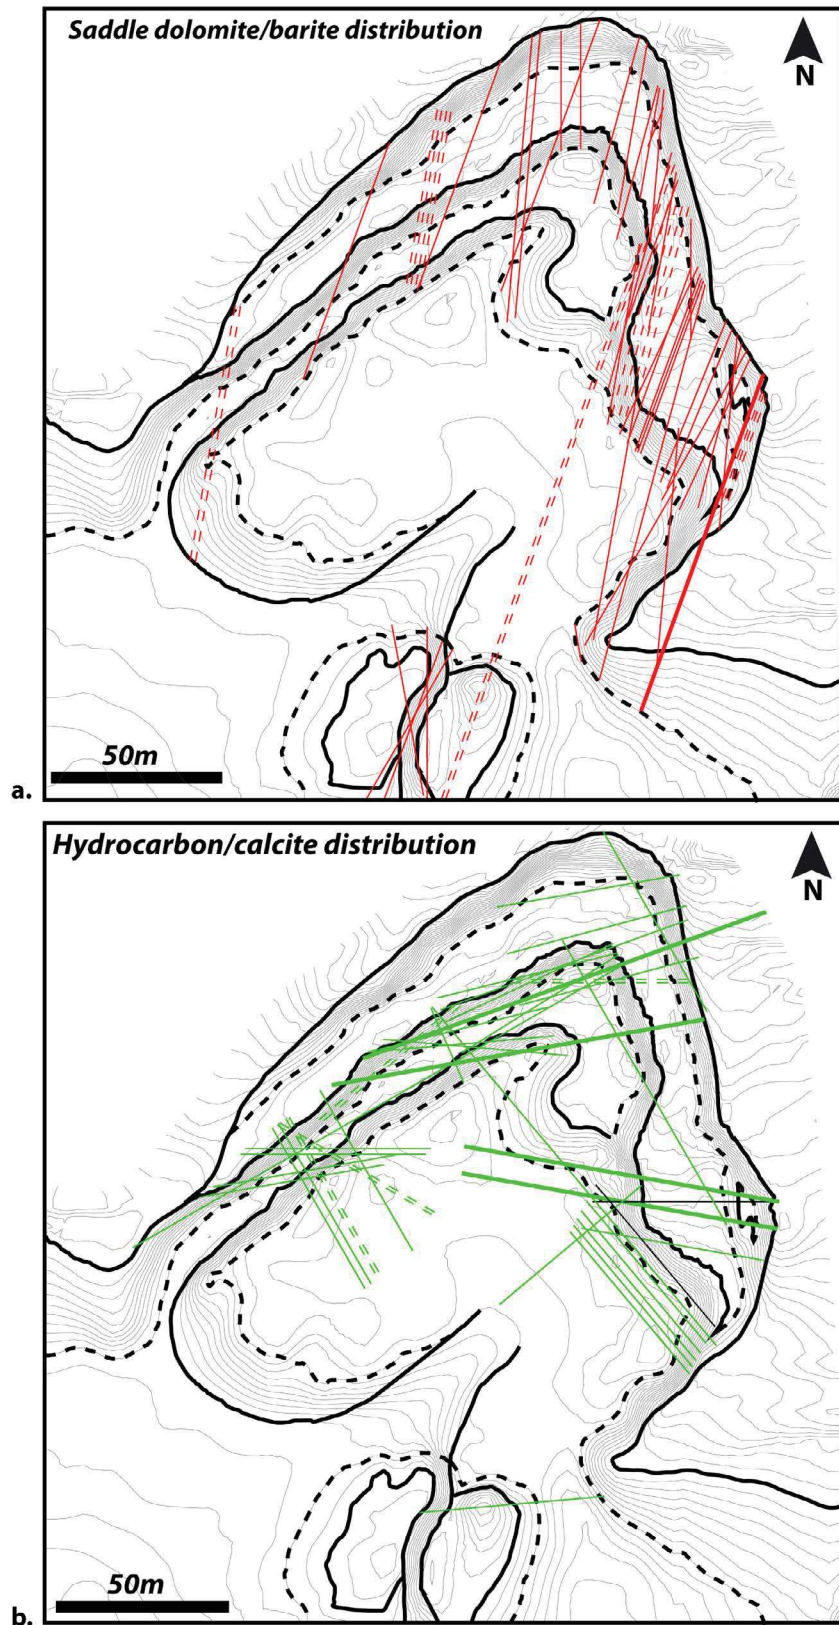 Saddle dolomite/barite distribution
N
50m
a.
Hydrocarbon/calcite distribution
N
50m
b.